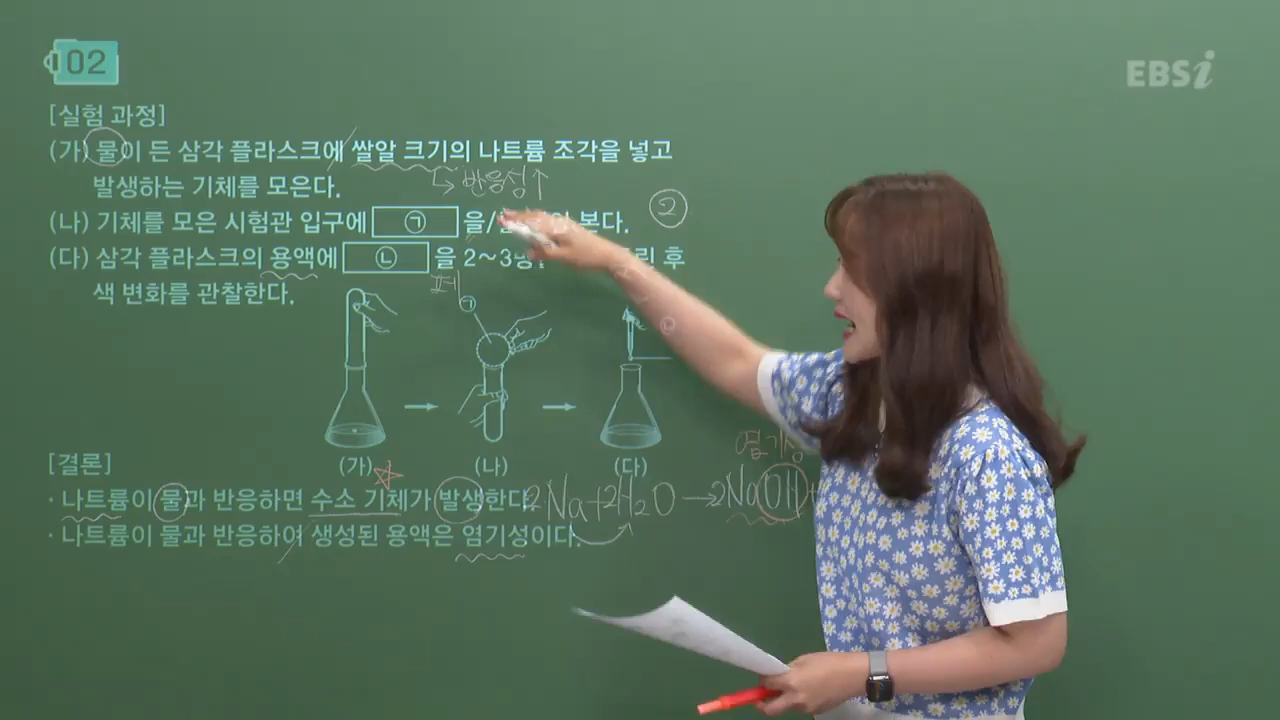 02
EBSi
[실험 과정]
(가) 물이 든 삼각 플라스크에 쌀알 크기의 나트륨 조각을 넣고
발생하는 기체를 모은다.
↳ 반응성↑
(나) 기체를 모은 시험관 입구에 ㉠ 을/ 본다.
②
(다) 삼각 플라스크의 용액에 ㉡ 을 2~3 후
색 변화를 관찰한다.
㉠
㉡
(가) (나) (다)
염기성
[결론]
· 나트륨이 물과 반응하면 수소 기체가 발생한다.
2Na+2H₂O → 2NaOH
· 나트륨이 물과 반응하여 생성된 용액은 염기성이다.